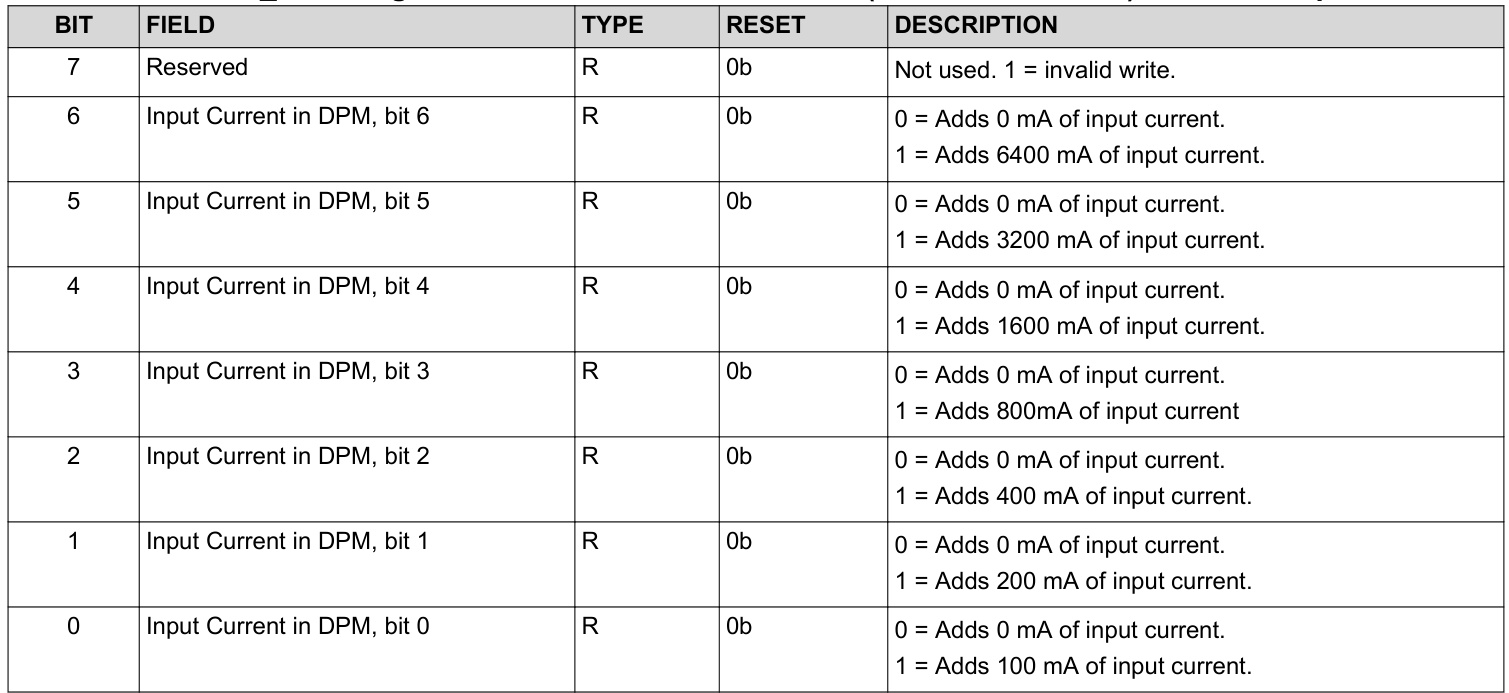 BIT FIELD TYPE RESET DESCRIPTION
7 Reserved R 0b Not used. 1 = invalid write.
6 Input Current in DPM, bit 6 R 0b 0 = Adds 0 mA of input current.
1 = Adds 6400 mA of input current.
5 Input Current in DPM, bit 5 R 0b 0 = Adds 0 mA of input current.
1 = Adds 3200 mA of input current.
4 Input Current in DPM, bit 4 R 0b 0 = Adds 0 mA of input current.
1 = Adds 1600 mA of input current.
3 Input Current in DPM, bit 3 R 0b 0 = Adds 0 mA of input current.
1 = Adds 800mA of input current
2 Input Current in DPM, bit 2 R 0b 0 = Adds 0 mA of input current.
1 = Adds 400 mA of input current.
1 Input Current in DPM, bit 1 R 0b 0 = Adds 0 mA of input current.
1 = Adds 200 mA of input current.
0 Input Current in DPM, bit 0 R 0b 0 = Adds 0 mA of input current.
1 = Adds 100 mA of input current.